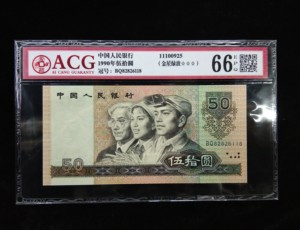 ACG
AI CANG GUARANTY
中国人民银行
1990年伍拾圆
冠号: BQ82826118
11100925
(金星绿波☆☆☆)
66 EPQ
中国人民银行
50
BQ82826118
50
伍拾圆